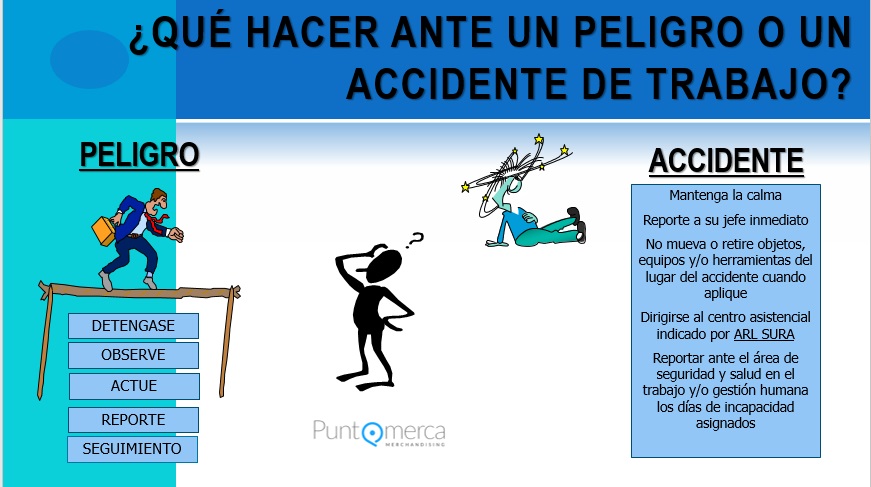 ¿QUÉ HACER ANTE UN PELIGRO O UN
ACCIDENTE DE TRABAJO?
PELIGRO
DETENGASE
OBSERVE
ACTUE
REPORTE
SEGUIMIENTO
?
Puntomerca
MERCHANDISING
ACCIDENTE
Mantenga la calma
Reporte a su jefe inmediato
No mueva o retire objetos,
equipos y/o herramientas del
lugar del accidente cuando
aplique
Dirigirse al centro asistencial
indicado por ARL SURA
Reportar ante el área de
seguridad y salud en el
trabajo y/o gestión humana
los días de incapacidad
asignados